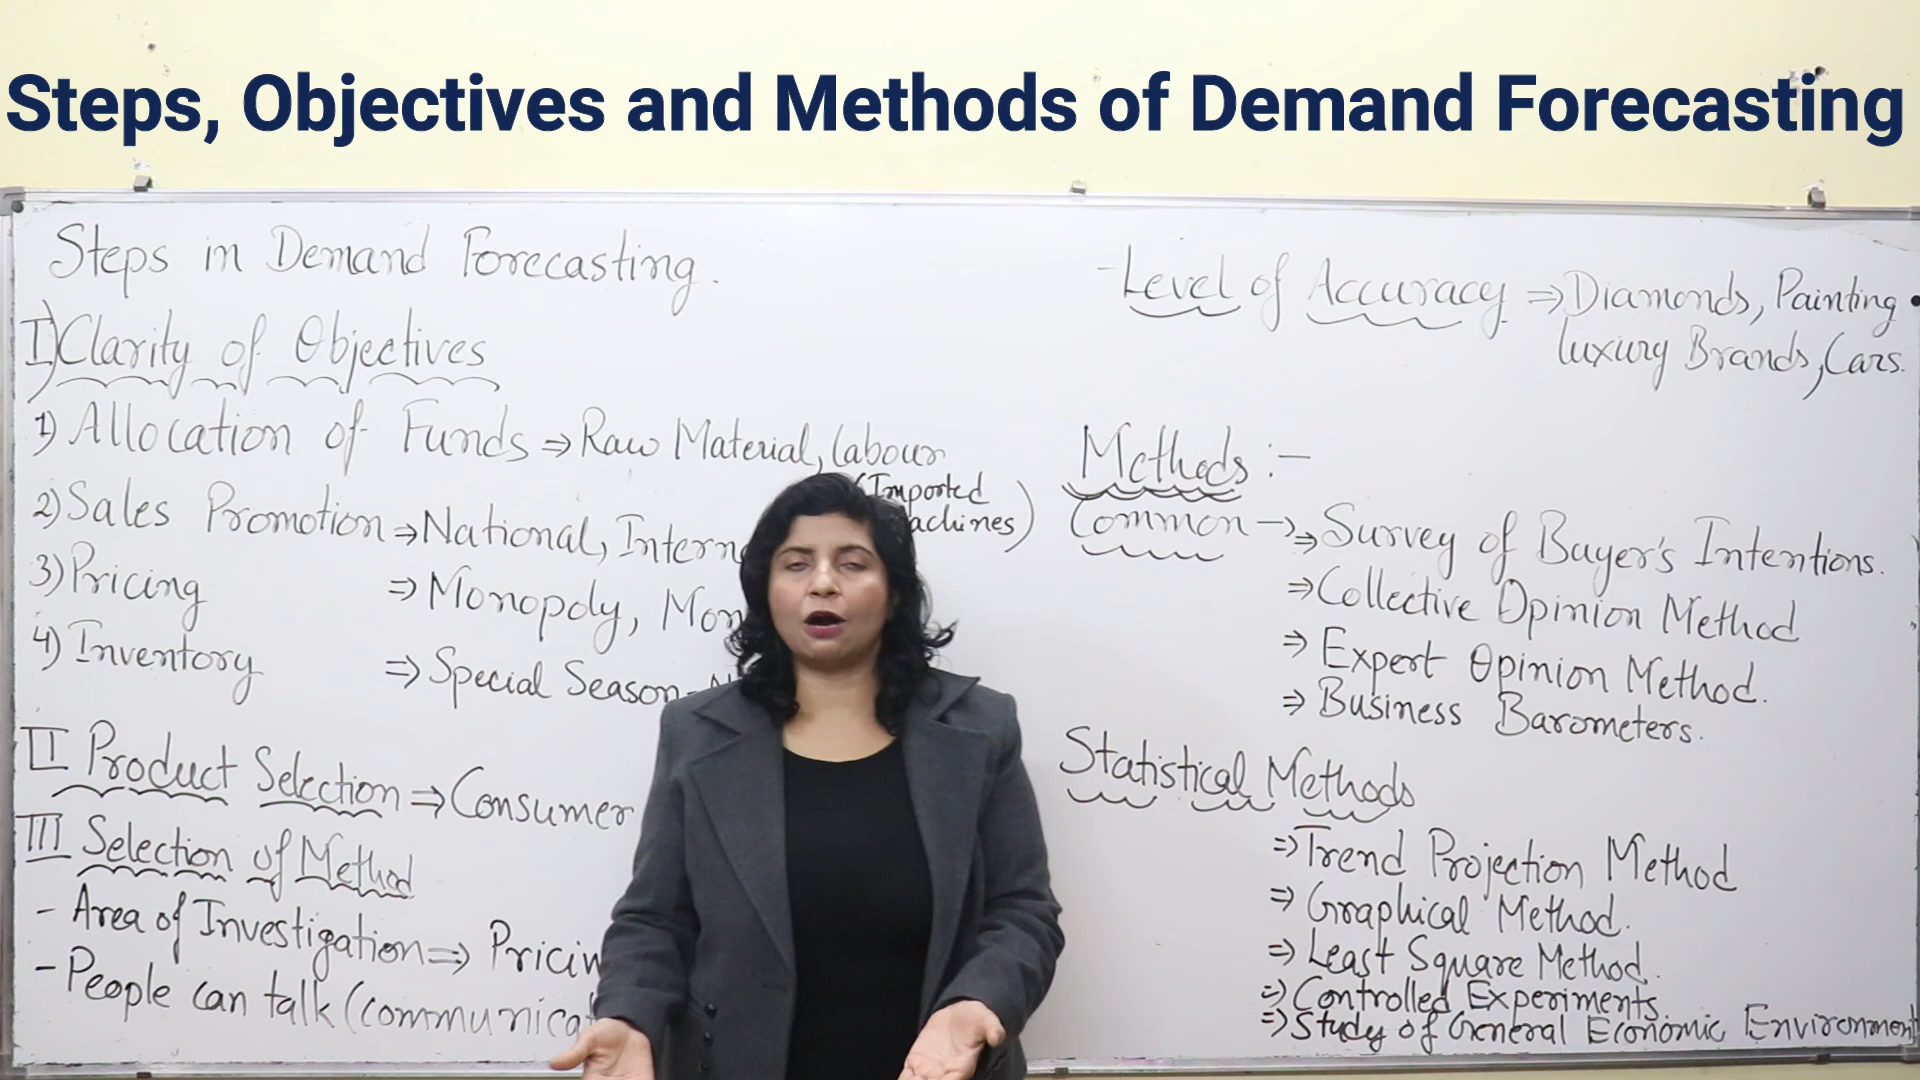 Steps, Objectives and Methods of Demand Forecasting
Steps in Demand Forecasting.
I) Clarity of Objectives
1) Allocation of Funds ⇒ Raw Material, Labour
(Imported
achines)
2) Sales Promotion ⇒ National, Intern
3) Pricing ⇒ Monopoly, Mon
4) Inventory ⇒ Special Season-
II Product Selection ⇒ Consumer
III Selection of Method
- Area of Investigation ⇒ Pricin
- People can talk (communicat
- Level of Accuracy ⇒ Diamonds, Painting
Luxury Brands, Cars.
Methods :-
Common -> ⇒ Survey of Buyer's Intentions.
⇒ Collective Opinion Method
⇒ Expert Opinion Method.
⇒ Business Barometers.
Statistical Methods
⇒ Trend Projection Method
⇒ Graphical Method.
⇒ Least Square Method.
⇒ Controlled Experiments.
⇒ Study of General Economic Environment